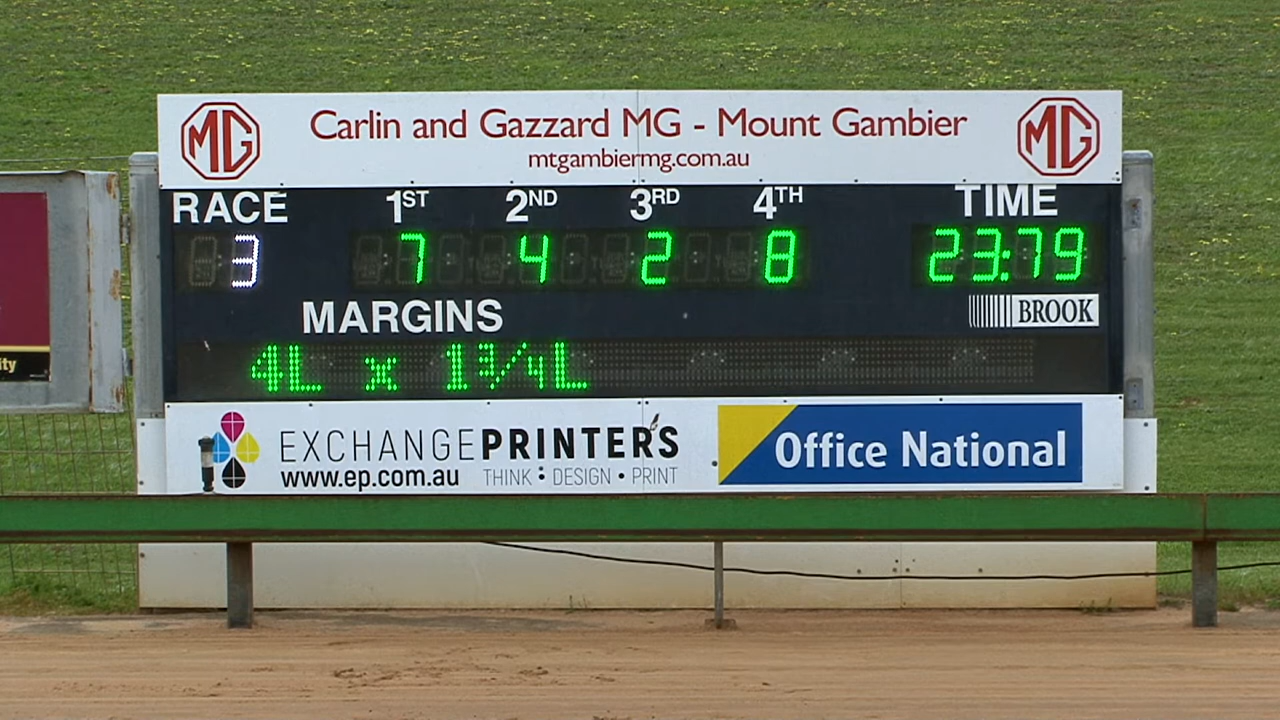 MG Carlin and Gazzard MG - Mount Gambier MG
mtgambiermg.com.au
RACE 1ST 2ND 3RD 4TH TIME
3 7 4 2 8 23:79
MARGINS BROOK
4L x 1¾L
ity
EXCHANGEPRINTERS Office National
www.ep.com.au THINK • DESIGN • PRINT